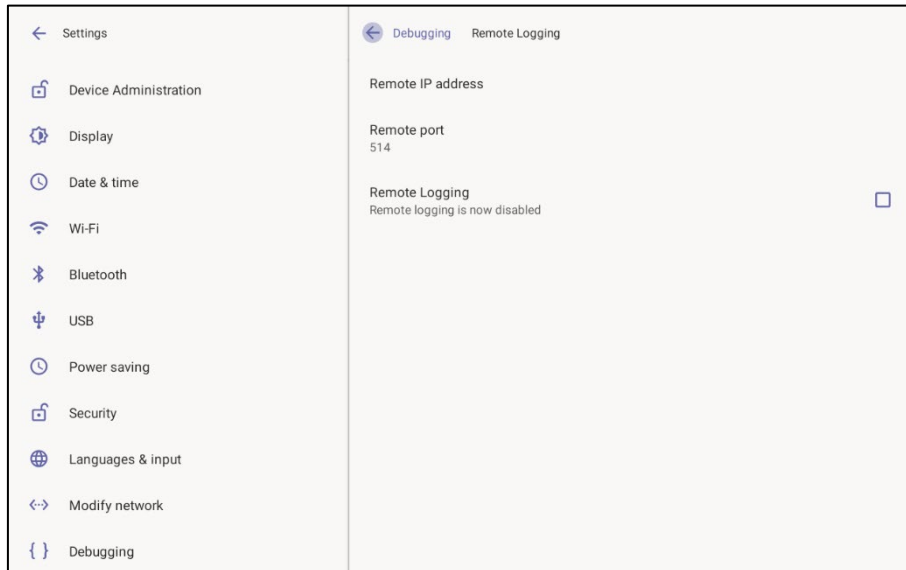 Settings
Device Administration
Display
Date & time
Wi-Fi
Bluetooth
USB
Power saving
Security
Languages & input
Modify network
Debugging
Debugging Remote Logging
Remote IP address
Remote port
514
Remote Logging
Remote logging is now disabled